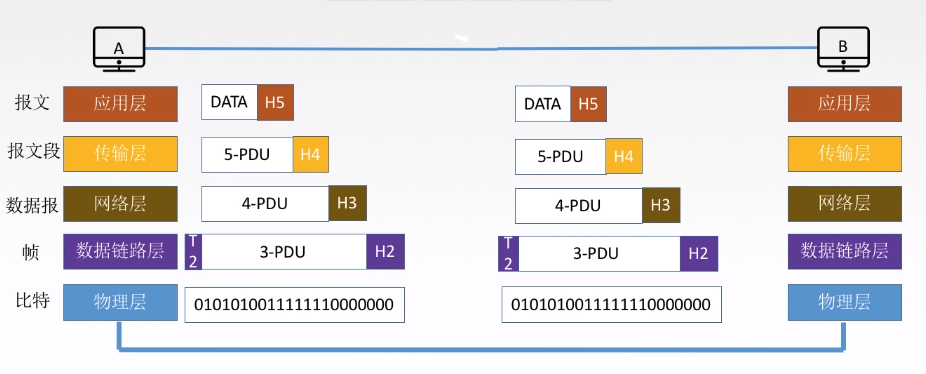 A B
报文 应用层 DATA H5 DATA H5 应用层
报文段 传输层 5-PDU H4 5-PDU H4 传输层
数据报 网络层 4-PDU H3 4-PDU H3 网络层
帧 数据链路层 T2 3-PDU H2 T2 3-PDU H2 数据链路层
比特 物理层 0101010011111110000000 0101010011111110000000 物理层